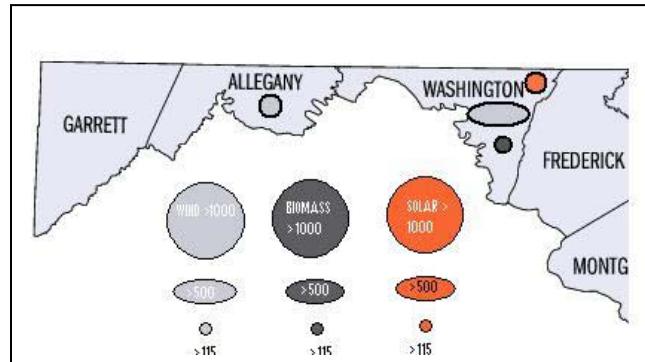 ALLEGANY
WASHINGTON
GARRETT
FREDERICK
MONTG
WIND >1000
BIOMASS
>1000
SOLAR >
1000
>500
>500
>500
>115
>115
>115